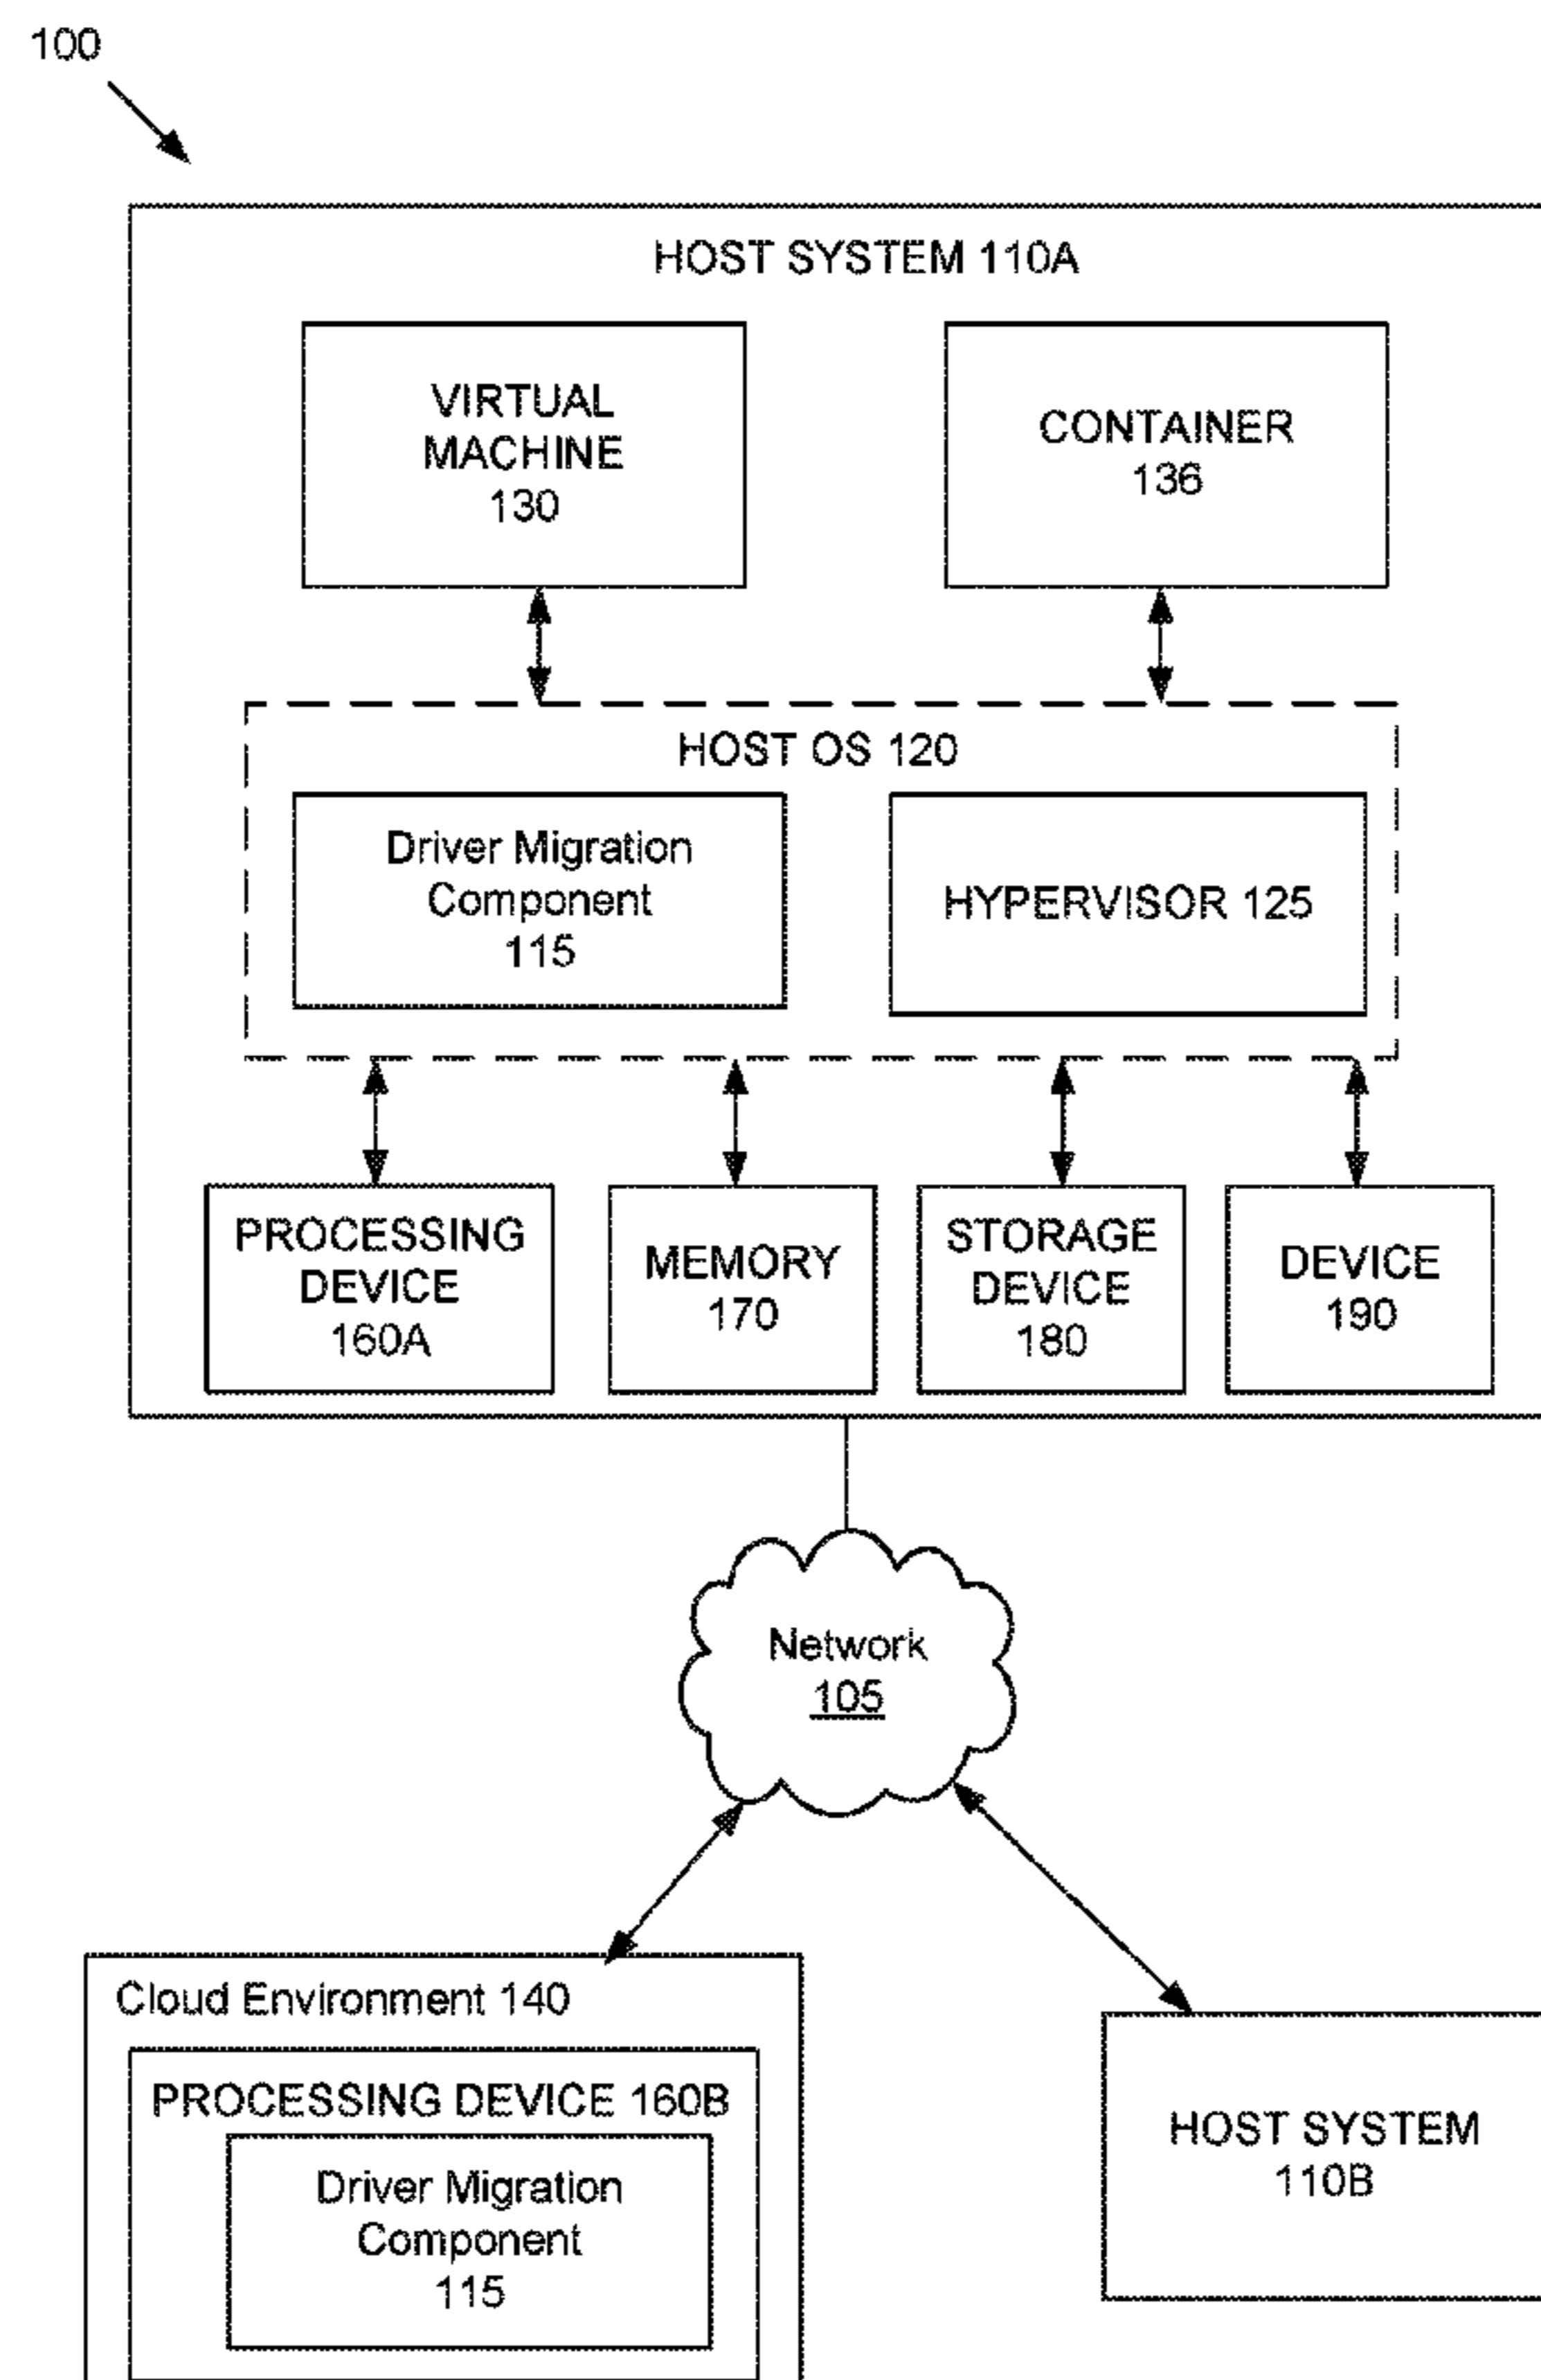 100
HOST SYSTEM 110A
VIRTUAL
MACHINE
130
CONTAINER
136
HOST OS 120
Driver Migration
Component
115
HYPERVISOR 125
PROCESSING
DEVICE
160A
MEMORY
170
STORAGE
DEVICE
180
DEVICE
190
Network
105
Cloud Environment 140
PROCESSING DEVICE 160B
Driver Migration
Component
115
HOST SYSTEM
110B